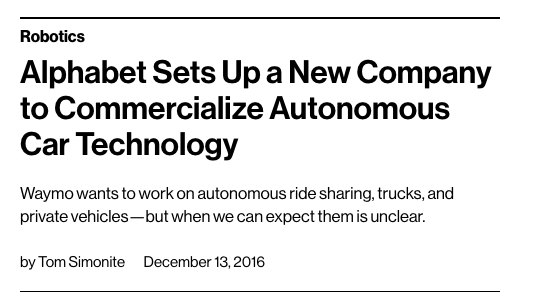 Robotics
Alphabet Sets Up a New Company
to Commercialize Autonomous
Car Technology
Waymo wants to work on autonomous ride sharing, trucks, and
private vehicles—but when we can expect them is unclear.
by Tom Simonite December 13, 2016